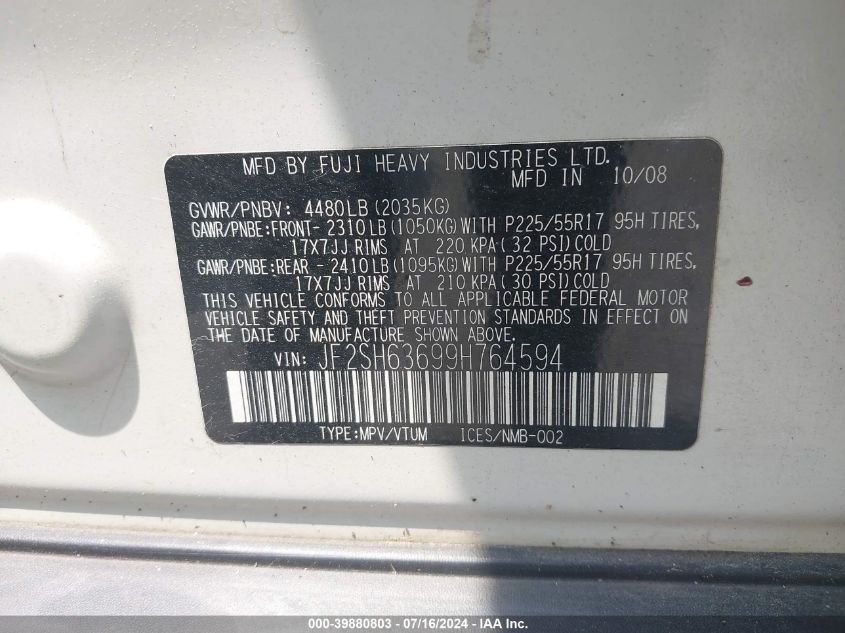 MFD BY FUJI HEAVY INDUSTRIES LTD.
MFD IN 10/08
GVWR/PNBV: 4480LB(2035KG)
GAWR/PNBE:FRONT- 2310LB(1050KG)WITH P225/55R17 95H TIRES,
17X7JJ RIMS AT 220 KPA(32 PSI)COLD
GAWR/PNBE:REAR - 2410LB(1095KG)WITH P225/55R17 95H TIRES,
17X7JJ RIMS AT 210 KPA(30 PSI)COLD
THIS VEHICLE CONFORMS TO ALL APPLICABLE FEDERAL MOTOR
VEHICLE SAFETY AND THEFT PREVENTION STANDARDS IN EFFECT ON
THE DATE OF MANUFACTURE SHOWN ABOVE.
VIN: JF2SH63699H764594
TYPE:MPV/VTUM ICES/NMB-002
000-39880803 - 07/16/2024 - IAA Inc.